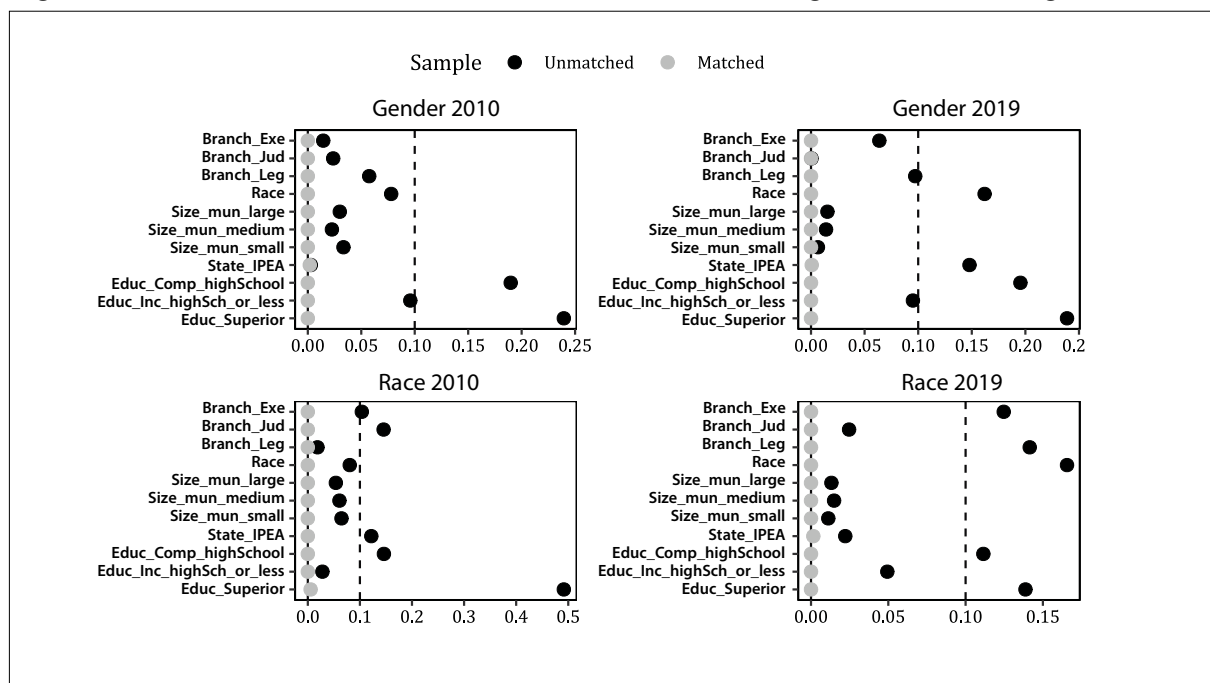 Sample Unmatched Matched
Gender 2010
Branch_Exe
Branch_Jud
Branch_Leg
Race
Size_mun_large
Size_mun_medium
Size_mun_small
State_IPEA
Educ_Comp_highSchool
Educ_Inc_highSch_or_less
Educ_Superior
0.00 0.05 0.10 0.15 0.20 0.25
Gender 2019
Branch_Exe
Branch_Jud
Branch_Leg
Race
Size_mun_large
Size_mun_medium
Size_mun_small
State_IPEA
Educ_Comp_highSchool
Educ_Inc_highSch_or_less
Educ_Superior
0.00 0.05 0.10 0.15 0.20 0.2
Race 2010
Branch_Exe
Branch_Jud
Branch_Leg
Race
Size_mun_large
Size_mun_medium
Size_mun_small
State_IPEA
Educ_Comp_highSchool
Educ_Inc_highSch_or_less
Educ_Superior
0.0 0.1 0.2 0.3 0.4 0.5
Race 2019
Branch_Exe
Branch_Jud
Branch_Leg
Race
Size_mun_large
Size_mun_medium
Size_mun_small
State_IPEA
Educ_Comp_highSchool
Educ_Inc_highSch_or_less
Educ_Superior
0.00 0.05 0.10 0.15